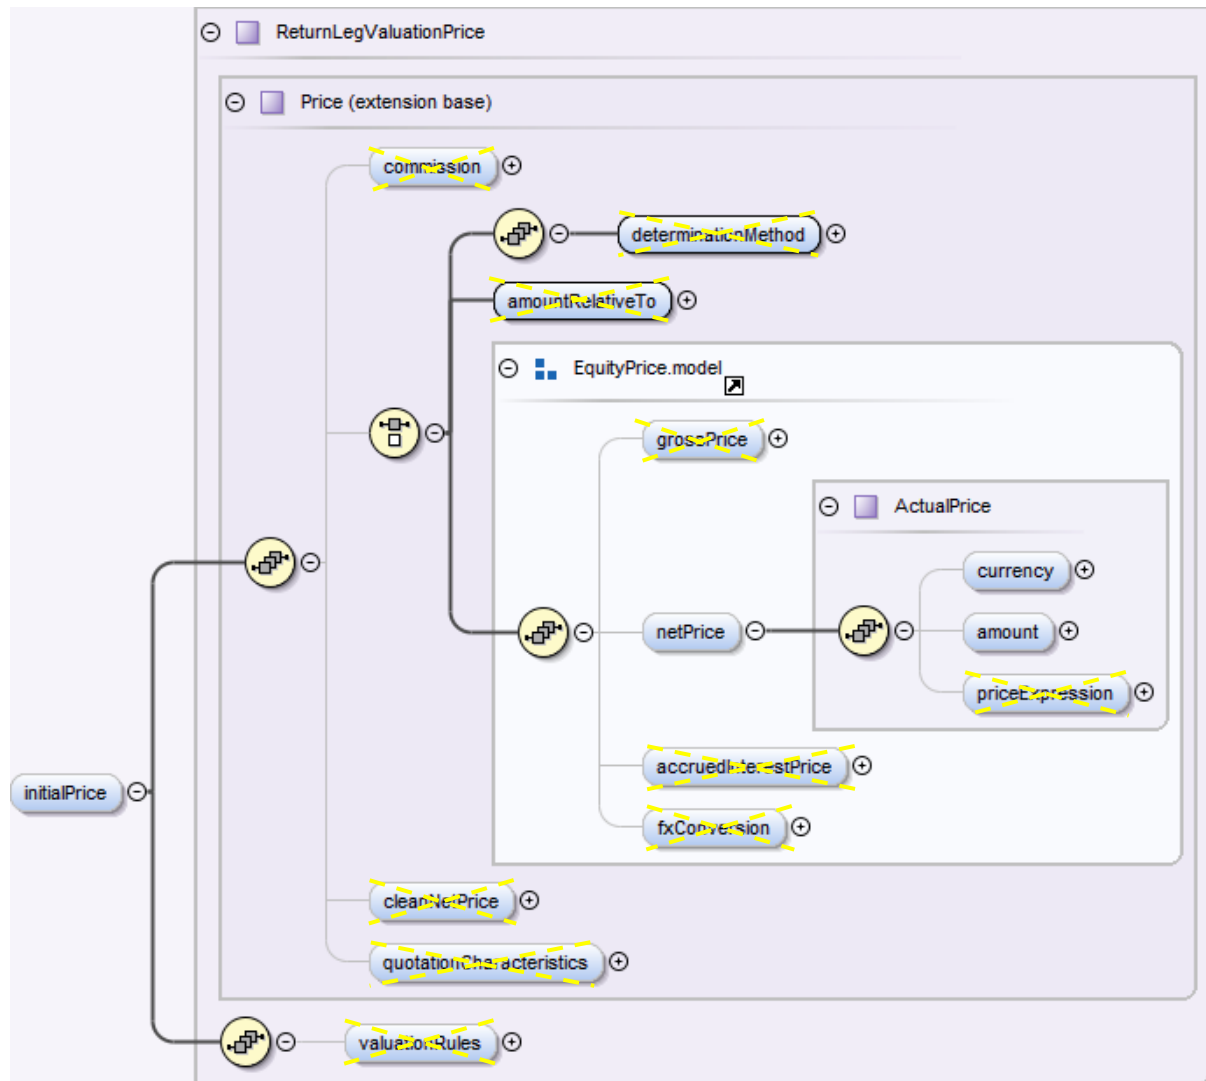 ReturnLegValuationPrice
Price (extension base)
commission
determinationMethod
amountRelativeTo
EquityPrice.model
grossPrice
ActualPrice
currency
netPrice
amount
priceExpression
accruedInterestPrice
initialPrice
fxConversion
cleanNetPrice
quotationCharacteristics
valuationRules